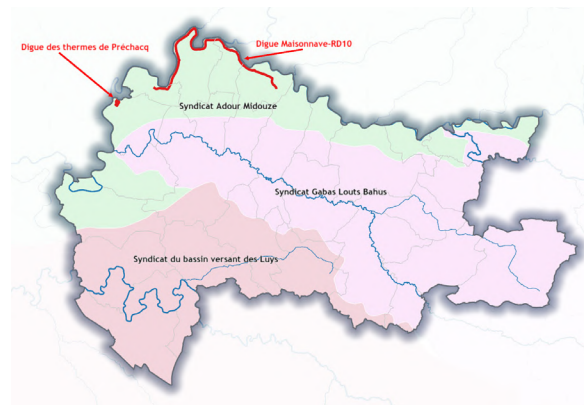 Digue des thermes de Préchacq
Digue Maisonnave-RD10
Syndicat Adour Midouze
Syndicat Gabas Louts Bahus
Syndicat du bassin versant des Luys